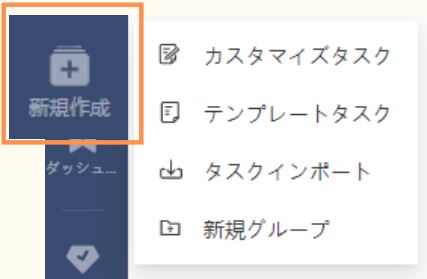 新規作成
ダッシュ...
カスタマイズタスク
テンプレートタスク
タスクインポート
新規グループ